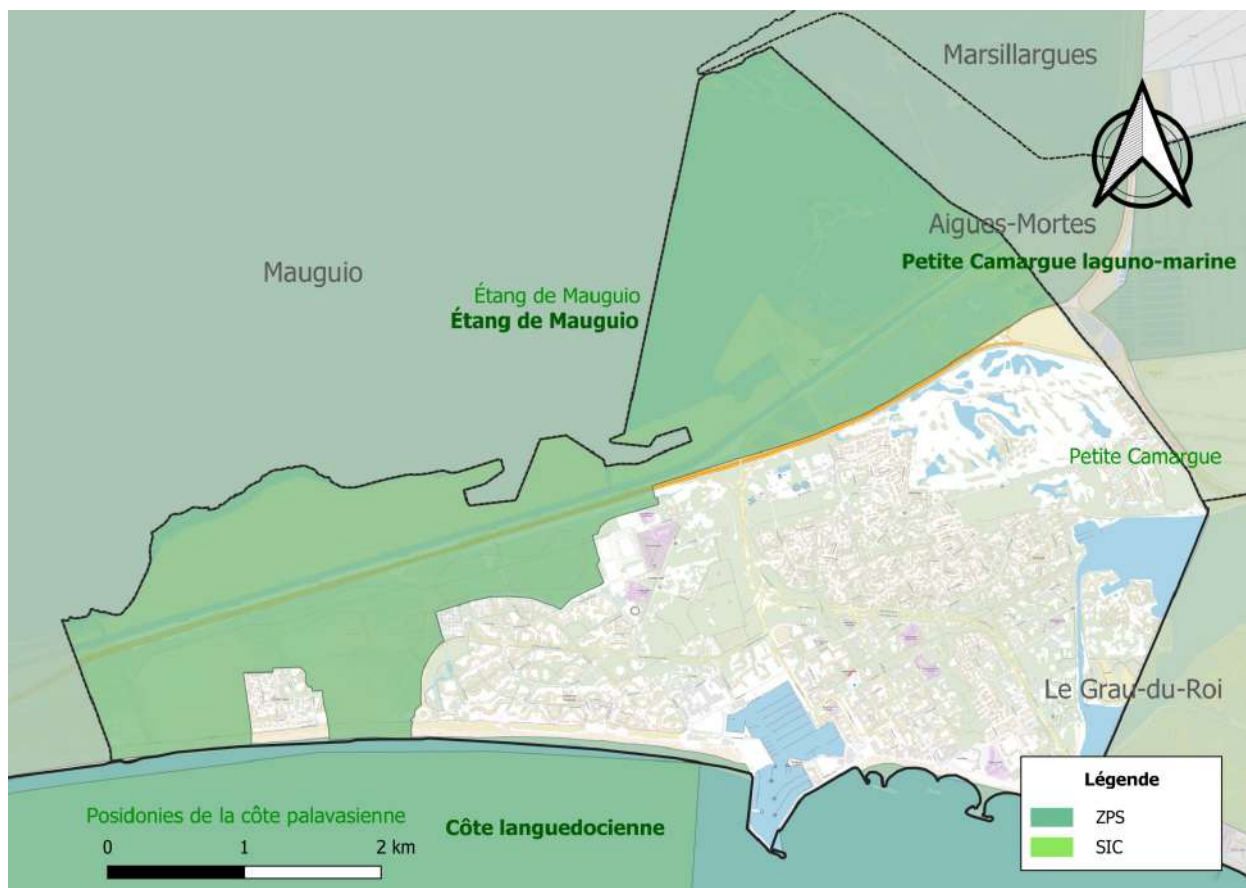 Marsillargues
Aigues-Mortes
Petite Camargue laguno-marine
Mauguio
Étang de Mauguio
Étang de Mauguio
Petite Camargue
Le Grau-du-Roi
Posidonies de la côte palavasienne
Côte languedocienne
0 1 2 km
Légende
ZPS
SIC